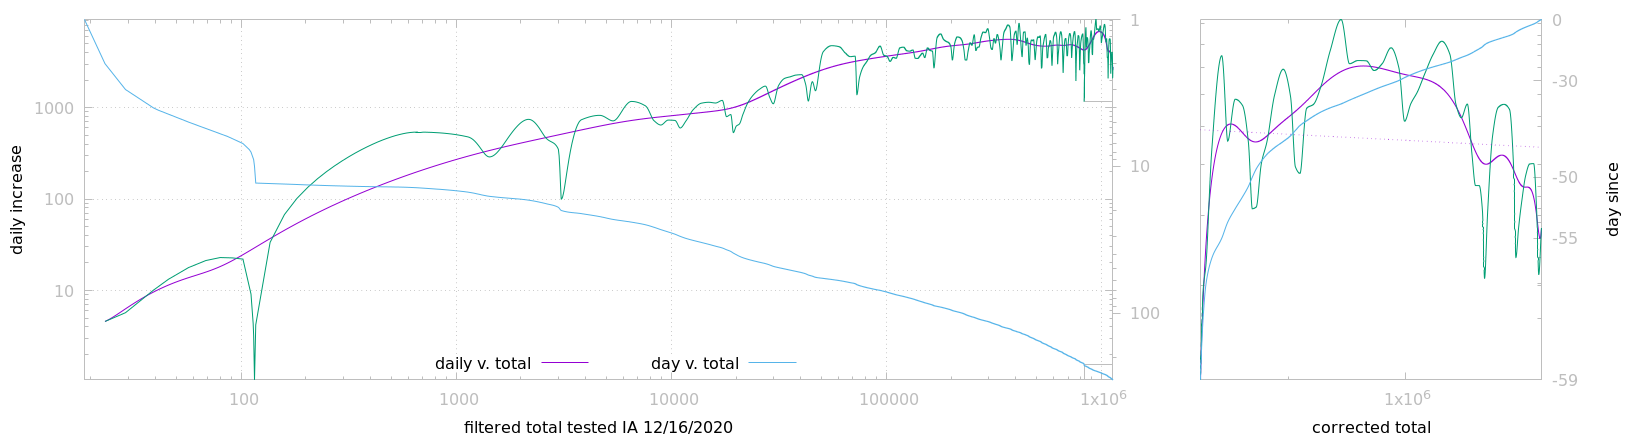 daily increase
1000
100
10
daily v. total
day v. total
100
1000
10000
100000
1x10^6
filtered total tested IA 12/16/2020
1
10
100
0
-30
-50
-55
-59
day since
1x10^6
corrected total